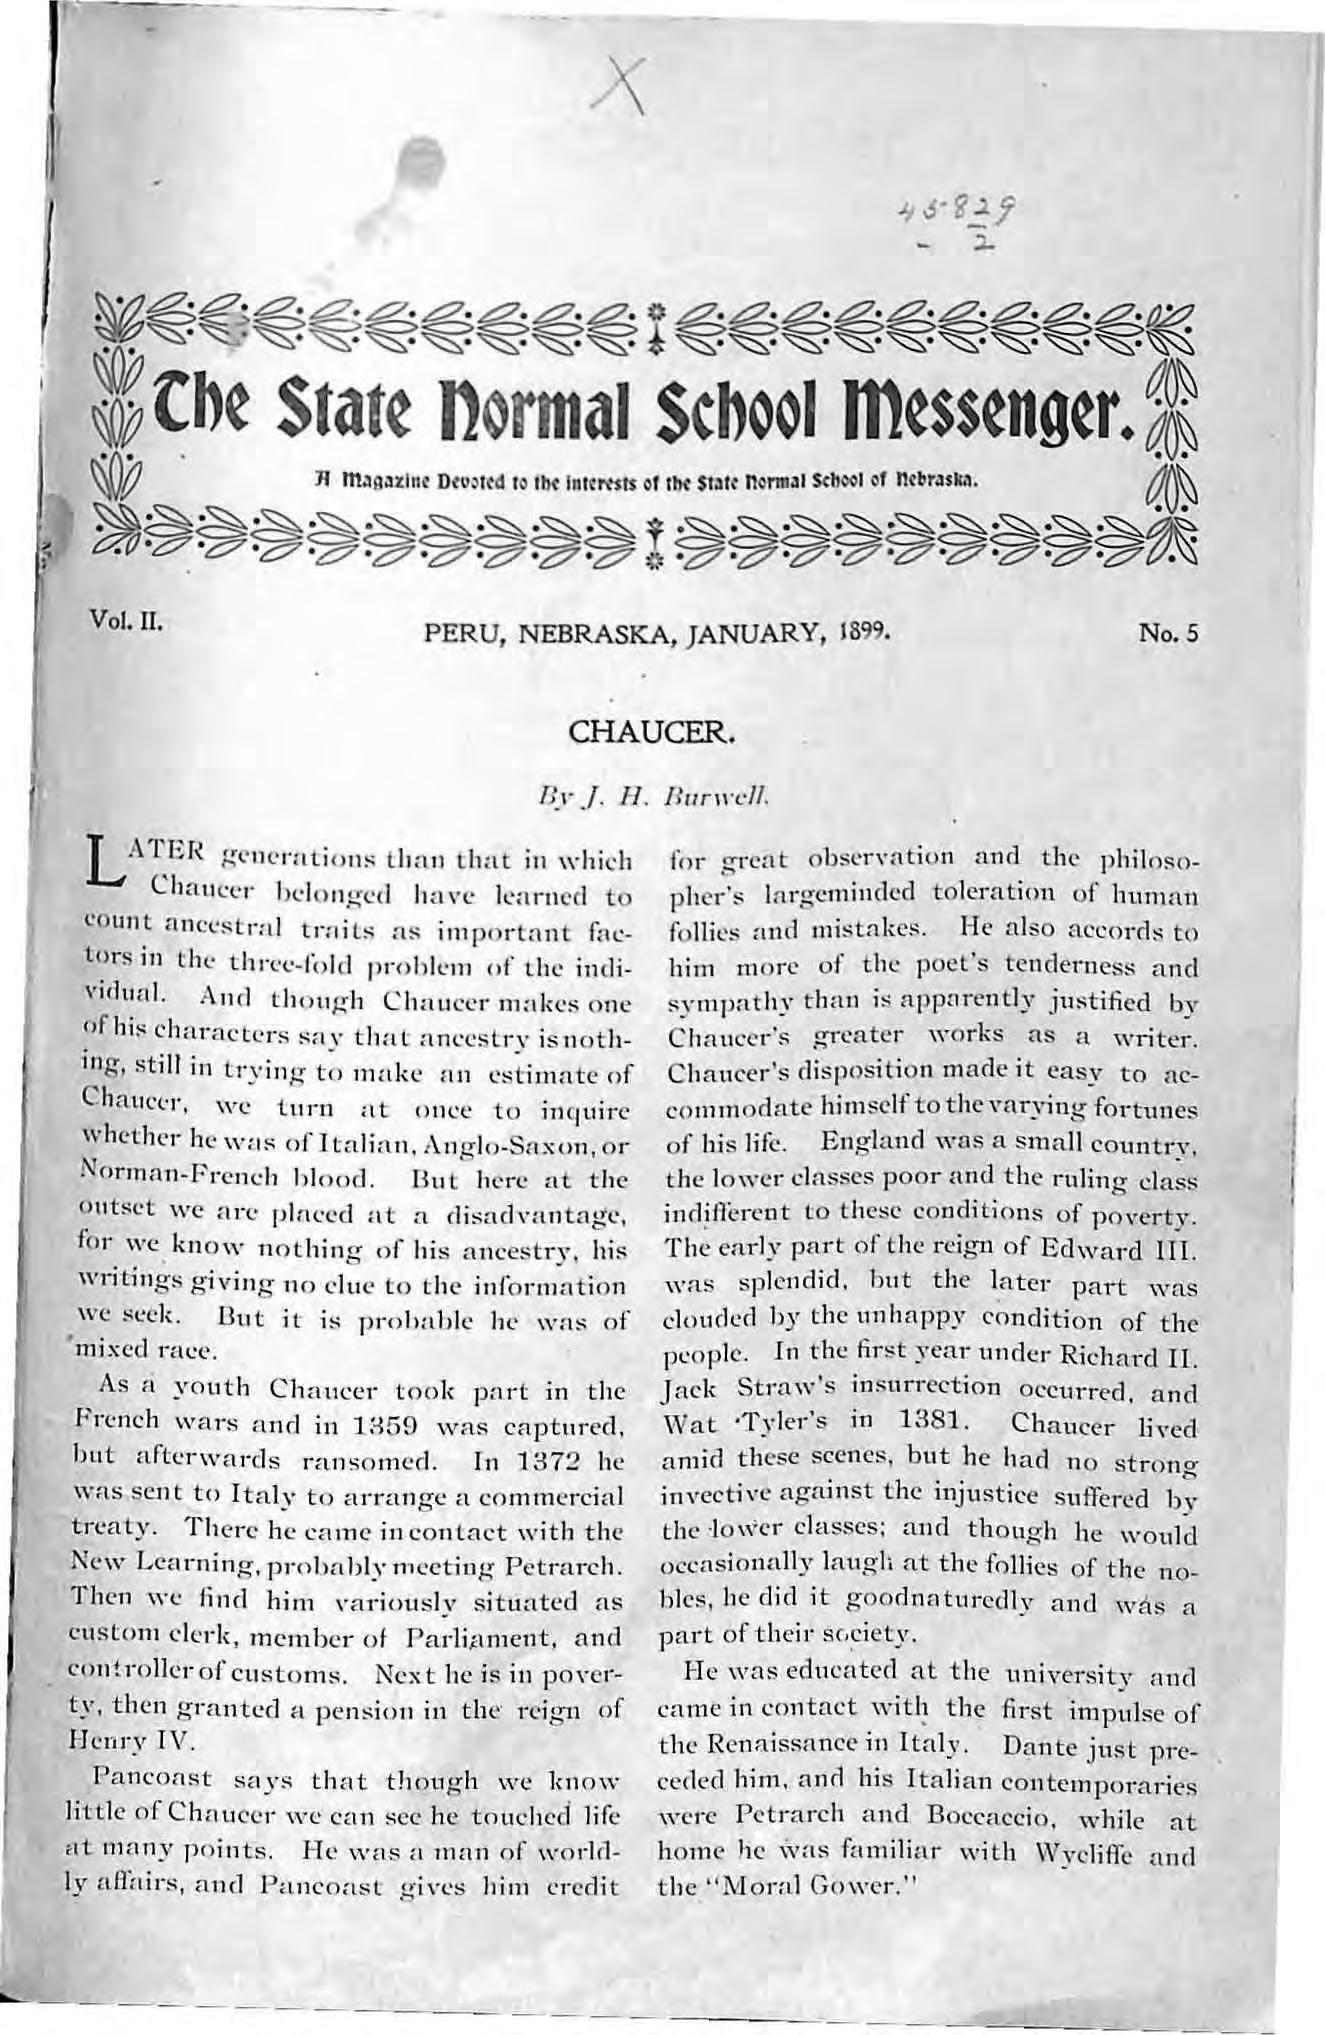 X
45829
- 2
The State Normal School Messenger.
A Magazine Devoted to the interests of the State Normal School of Nebraska.
Vol. II.
PERU, NEBRASKA, JANUARY, 1899.
No. 5
CHAUCER.
By J. H. Burwell.
LATER generations than that in which
Chaucer belonged have learned to
count ancestral traits as important fac-
tors in the three-fold problem of the indi-
vidual. And though Chaucer makes one
of his characters say that ancestry is noth-
ing, still in trying to make an estimate of
Chaucer, we turn at once to inquire
whether he was of Italian, Anglo-Saxon, or
Norman-French blood. But here at the
outset we are placed at a disadvantage,
for we know nothing of his ancestry, his
writings giving no clue to the information
we seek. But it is probable he was of
mixed race.
As a youth Chaucer took part in the
French wars and in 1359 was captured,
but afterwards ransomed. In 1372 he
was sent to Italy to arrange a commercial
treaty. There he came in contact with the
New Learning, probably meeting Petrarch.
Then we find him variously situated as
custom clerk, member of Parliament, and
controller of customs. Next he is in pover-
ty, then granted a pension in the reign of
Henry IV.
Pancoast says that though we know
little of Chaucer we can see he touched life
at many points. He was a man of world-
ly affairs, and Pancoast gives him credit
for great observation and the philoso-
pher's largeminded toleration of human
follies and mistakes. He also accords to
him more of the poet's tenderness and
sympathy than is apparently justified by
Chaucer's greater works as a writer.
Chaucer's disposition made it easy to ac-
commodate himself to the varying fortunes
of his life. England was a small country,
the lower classes poor and the ruling class
indifferent to these conditions of poverty.
The early part of the reign of Edward III.
was splendid, but the later part was
clouded by the unhappy condition of the
people. In the first year under Richard II.
Jack Straw's insurrection occurred, and
Wat Tyler's in 1381. Chaucer lived
amid these scenes, but he had no strong
invective against the injustice suffered by
the lower classes; and though he would
occasionally laugh at the follies of the no-
bles, he did it goodnaturedly and was a
part of their society.
He was educated at the university and
came in contact with the first impulse of
the Renaissance in Italy. Dante just pre-
ceded him, and his Italian contemporaries
were Petrarch and Boccaccio, while at
home he was familiar with Wycliffe and
the "Moral Gower."